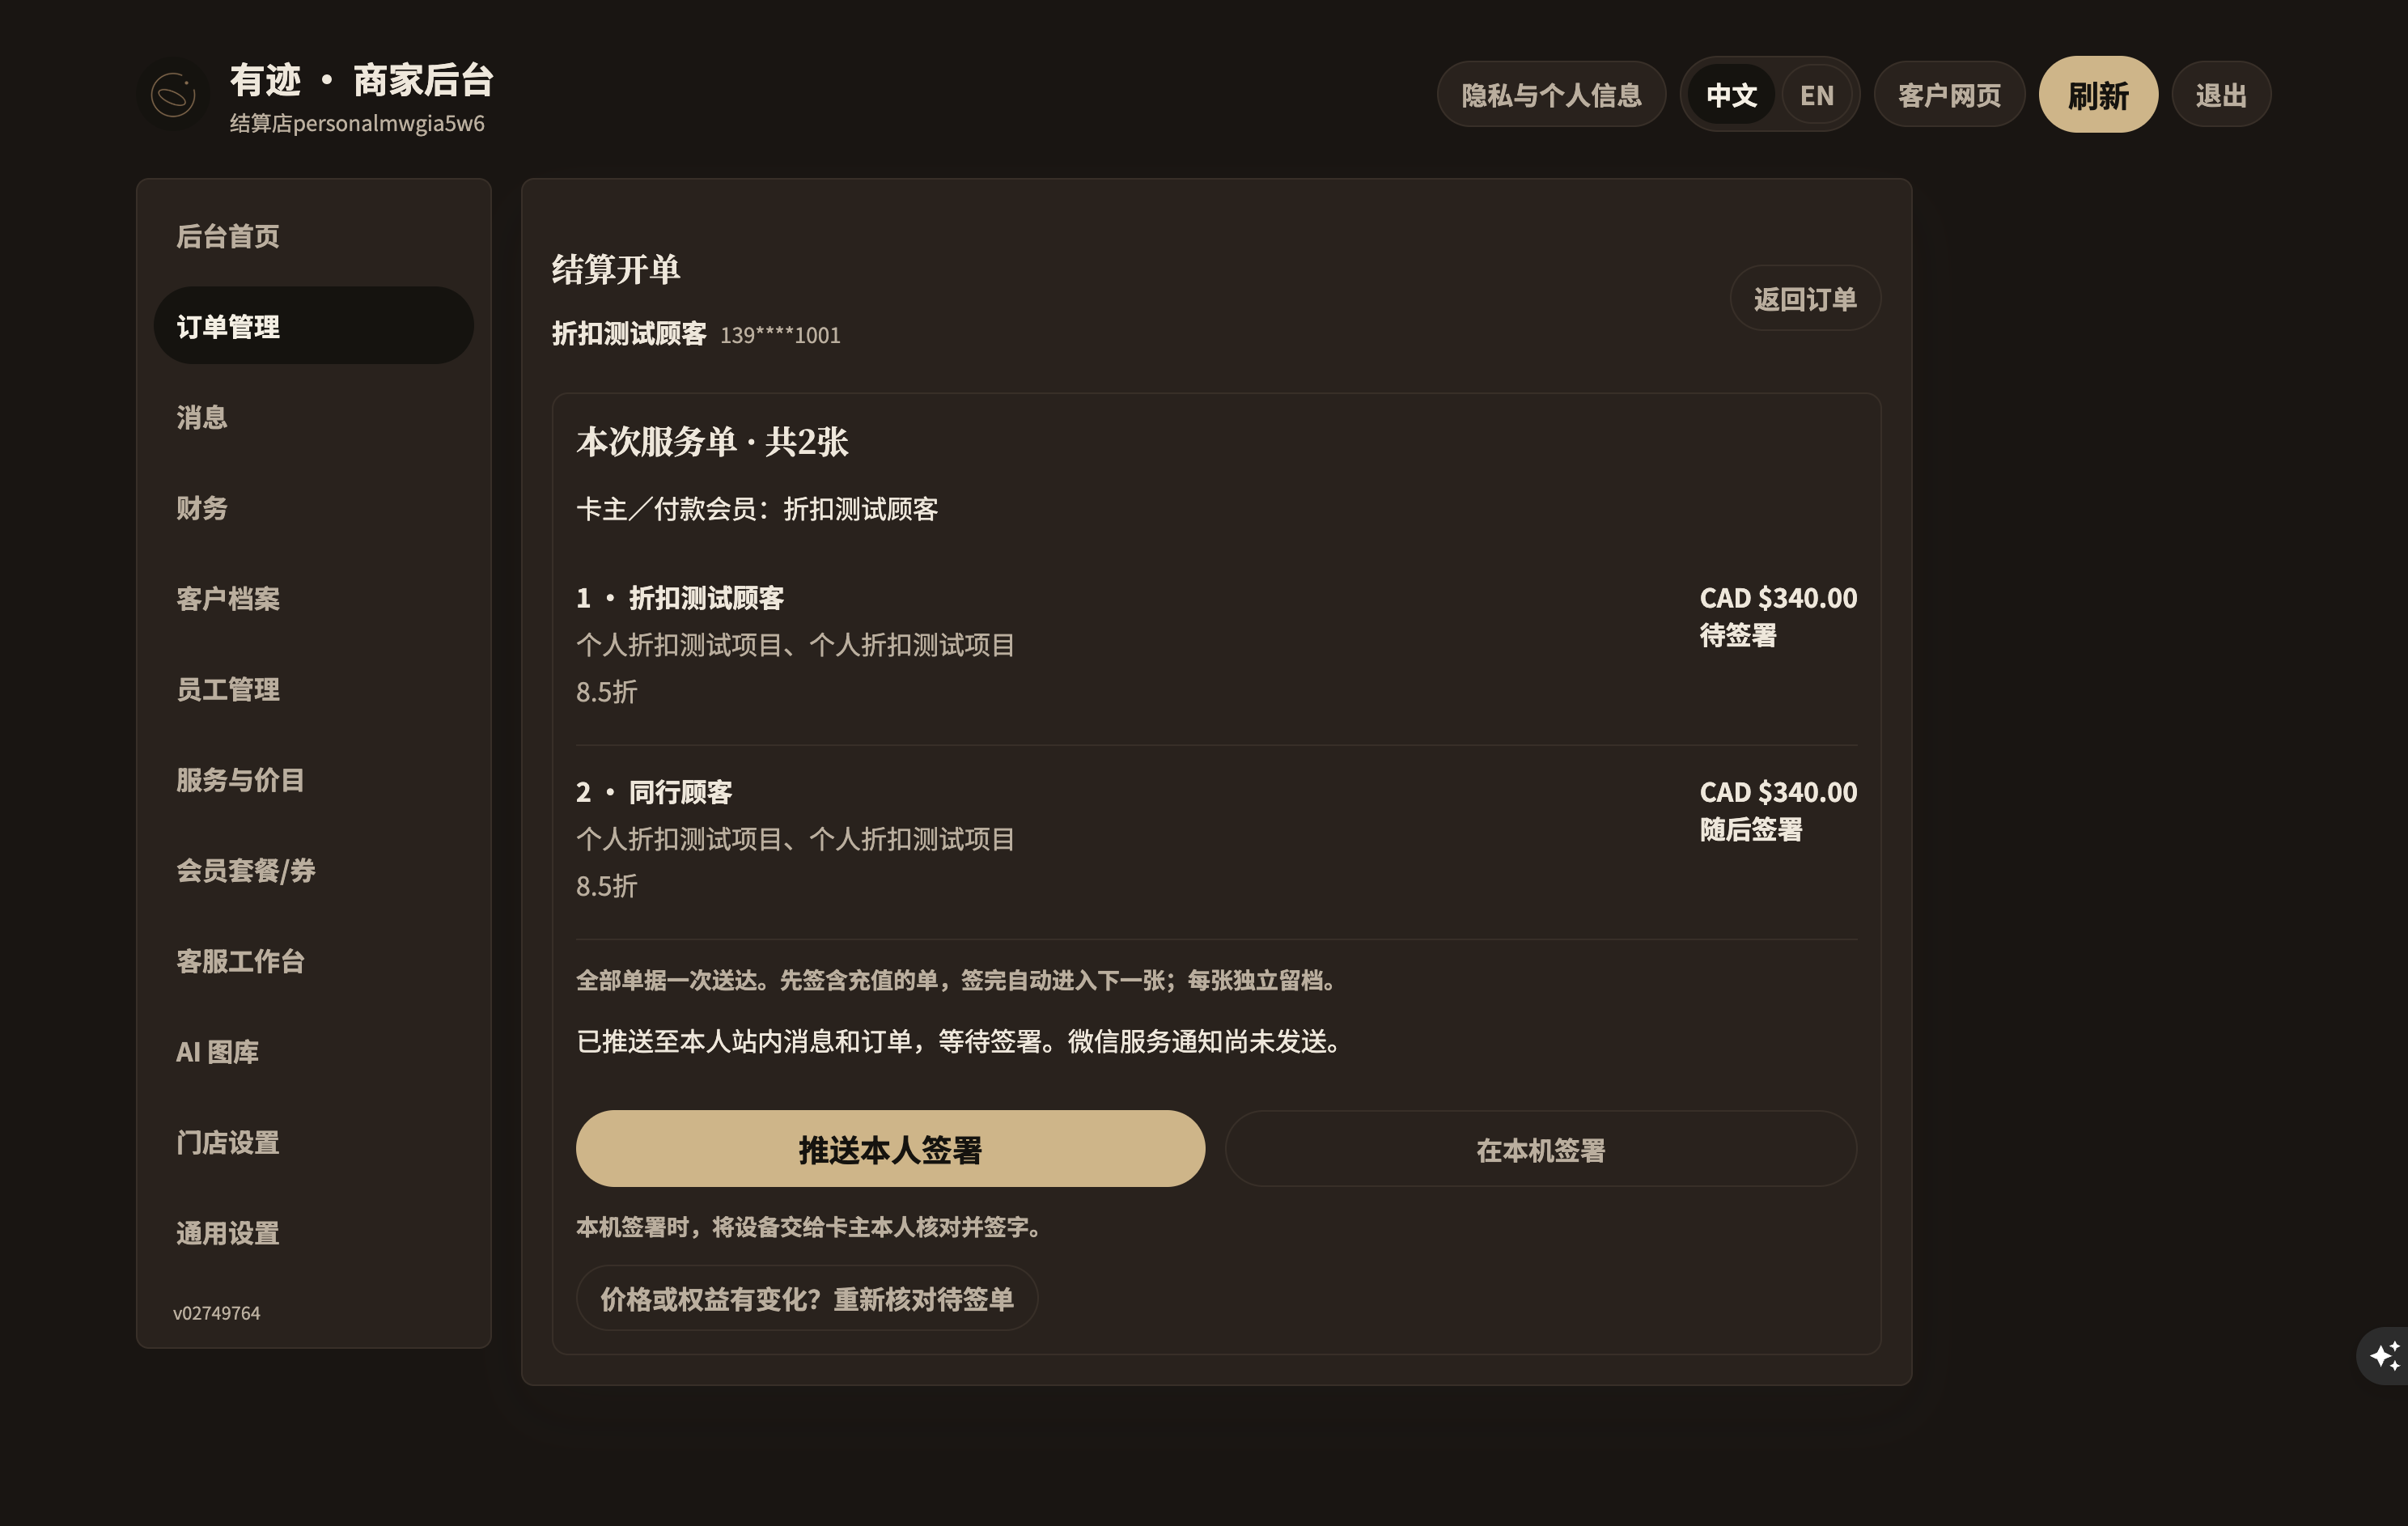 有迹 · 商家后台
结算店personalmwgia5w6
隐私与个人信息
中文
EN
客户网页
刷新
退出
后台首页
订单管理
消息
财务
客户档案
员工管理
服务与价目
会员套餐/券
客服工作台
AI 图库
门店设置
通用设置
v02749764
结算开单
折扣测试顾客 139****1001
返回订单
本次服务单 · 共2张
卡主／付款会员：折扣测试顾客
1 · 折扣测试顾客
CAD $340.00
个人折扣测试项目、个人折扣测试项目
待签署
8.5折
2 · 同行顾客
CAD $340.00
个人折扣测试项目、个人折扣测试项目
随后签署
8.5折
全部单据一次送达。先签含充值的单，签完自动进入下一张；每张独立留档。
已推送至本人站内消息和订单，等待签署。微信服务通知尚未发送。
推送本人签署
在本机签署
本机签署时，将设备交给卡主本人核对并签字。
价格或权益有变化？重新核对待签单